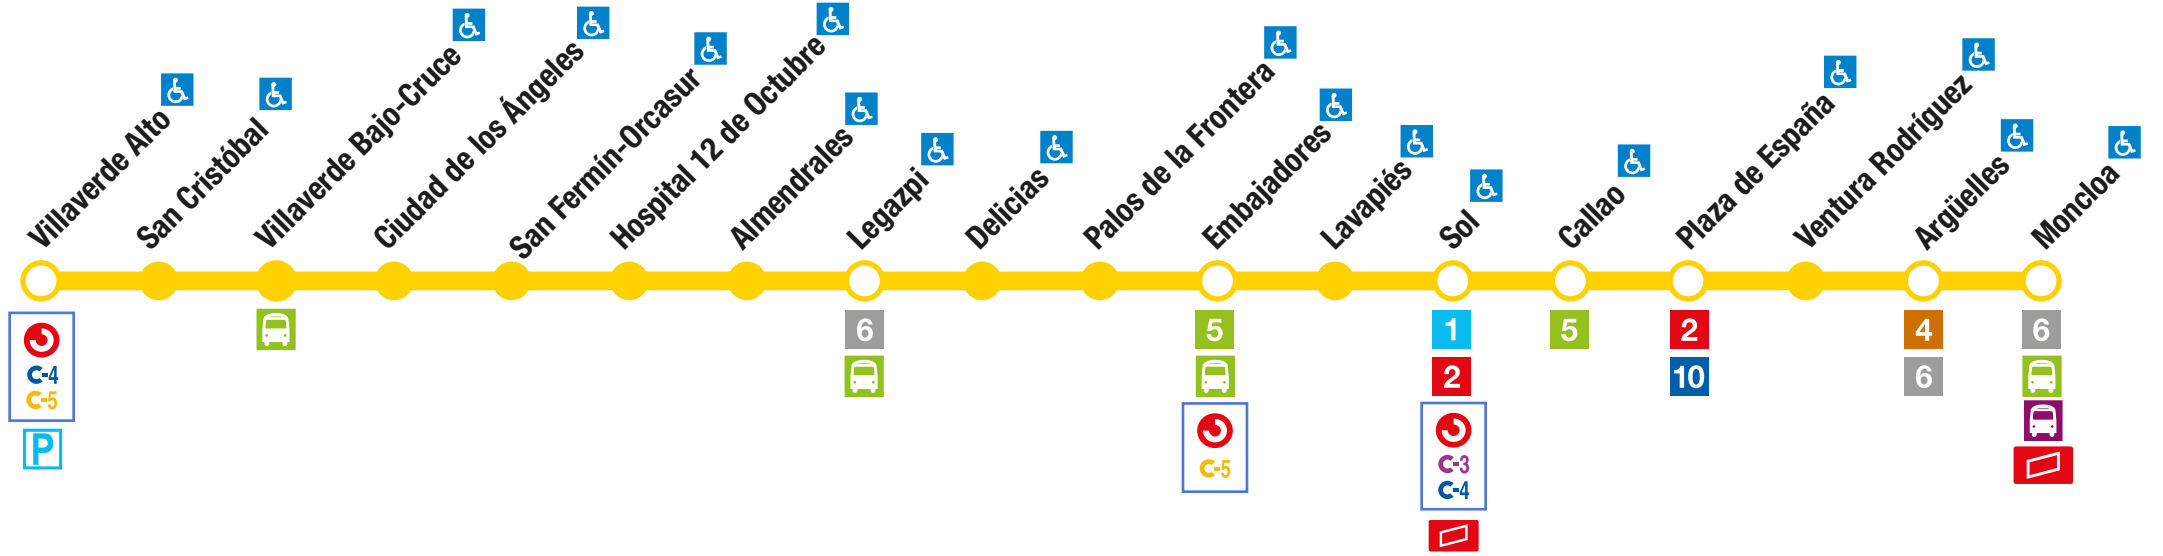 Villaverde Alto
San Cristóbal
Villaverde Bajo-Cruce
Ciudad de los Ángeles
San Fermín-Orcasur
Hospital 12 de Octubre
Almendrales
Legazpi
Delicias
Palos de la Frontera
Embajadores
Lavapiés
Sol
Callao
Plaza de España
Ventura Rodríguez
Argüelles
Moncloa
C-4
C-5
P
6
5
C-5
1
2
C-3
C-4
5
2
10
4
6
6